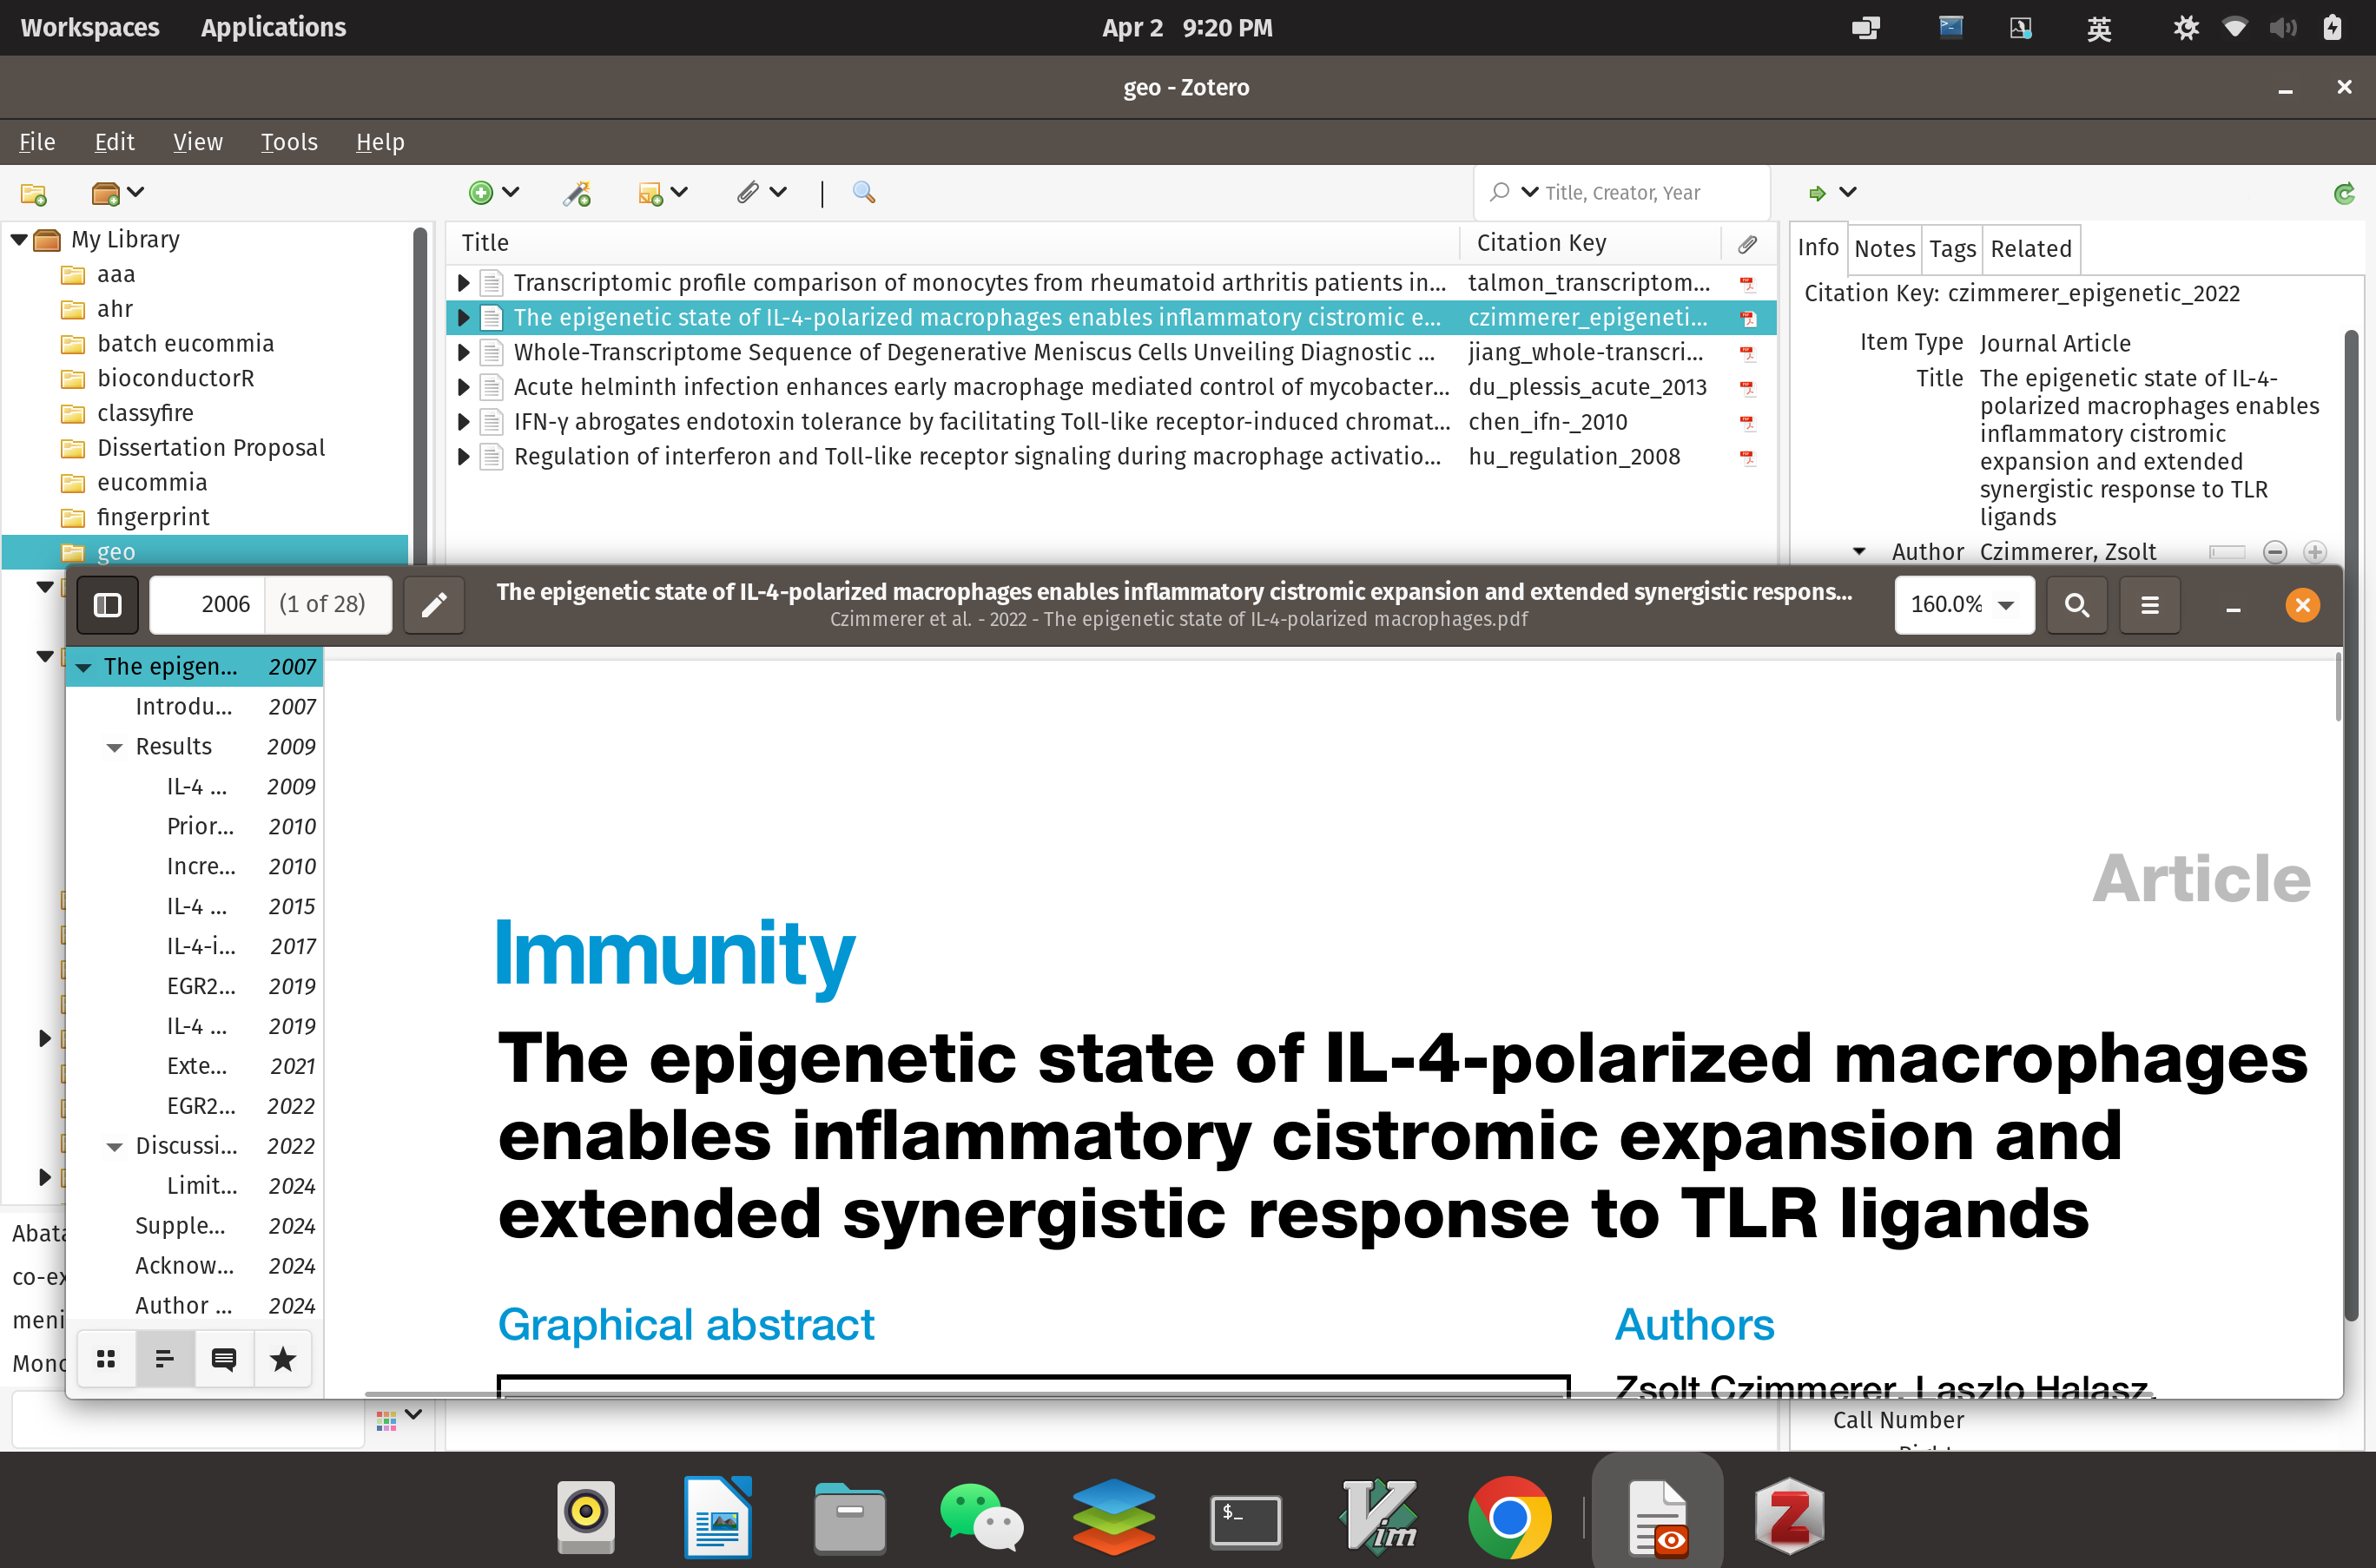 Workspaces Applications Apr 2 9:20 PM 英
geo - Zotero
File Edit View Tools Help
Title, Creator, Year
My Library
aaa
ahr
batch eucommia
bioconductorR
classyfire
Dissertation Proposal
eucommia
fingerprint
geo
Title Citation Key
Transcriptomic profile comparison of monocytes from rheumatoid arthritis patients in... talmon_transcriptom...
The epigenetic state of IL-4-polarized macrophages enables inflammatory cistromic e... czimmerer_epigeneti...
Whole-Transcriptome Sequence of Degenerative Meniscus Cells Unveiling Diagnostic ... jiang_whole-transcri...
Acute helminth infection enhances early macrophage mediated control of mycobacter... du_plessis_acute_2013
IFN-γ abrogates endotoxin tolerance by facilitating Toll-like receptor-induced chromat... chen_ifn-_2010
Regulation of interferon and Toll-like receptor signaling during macrophage activatio... hu_regulation_2008
Info Notes Tags Related
Citation Key: czimmerer_epigenetic_2022
Item Type Journal Article
Title The epigenetic state of IL-4-
polarized macrophages enables
inflammatory cistromic
expansion and extended
synergistic response to TLR
ligands
Author Czimmerer, Zsolt
2006 (1 of 28)
The epigenetic state of IL-4-polarized macrophages enables inflammatory cistromic expansion and extended synergistic respons...
Czimmerer et al. - 2022 - The epigenetic state of IL-4-polarized macrophages.pdf
160.0%
The epigen... 2007
Introdu... 2007
Results 2009
IL-4 ... 2009
Prior... 2010
Incre... 2010
IL-4 ... 2015
IL-4-i... 2017
EGR2... 2019
IL-4 ... 2019
Exte... 2021
EGR2... 2022
Discussi... 2022
Limit... 2024
Supple... 2024
Acknow... 2024
Author ... 2024
Article
Immunity
The epigenetic state of IL-4-polarized macrophages
enables inflammatory cistromic expansion and
extended synergistic response to TLR ligands
Graphical abstract
Authors
Zsolt Czimmerer, Laszlo Halasz,
Abata
co-ex
meni
Mono
Call Number
$_
Vim
Z